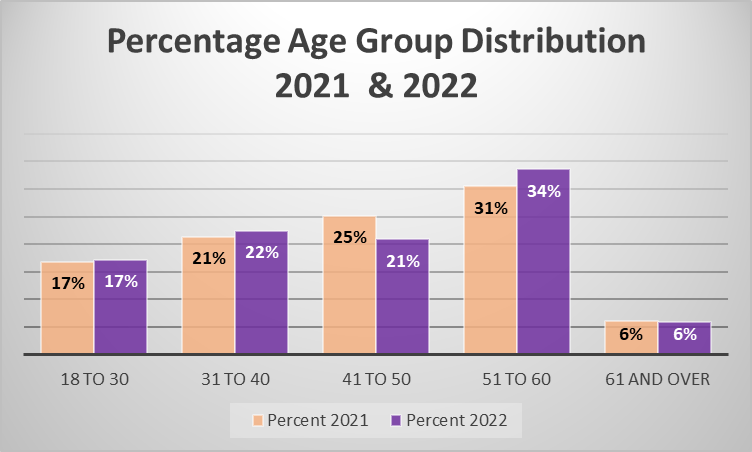 Percentage Age Group Distribution
2021 & 2022
17% 17% 21% 22% 25% 21% 31% 34% 6% 6%
18 TO 30 31 TO 40 41 TO 50 51 TO 60 61 AND OVER
Percent 2021 Percent 2022